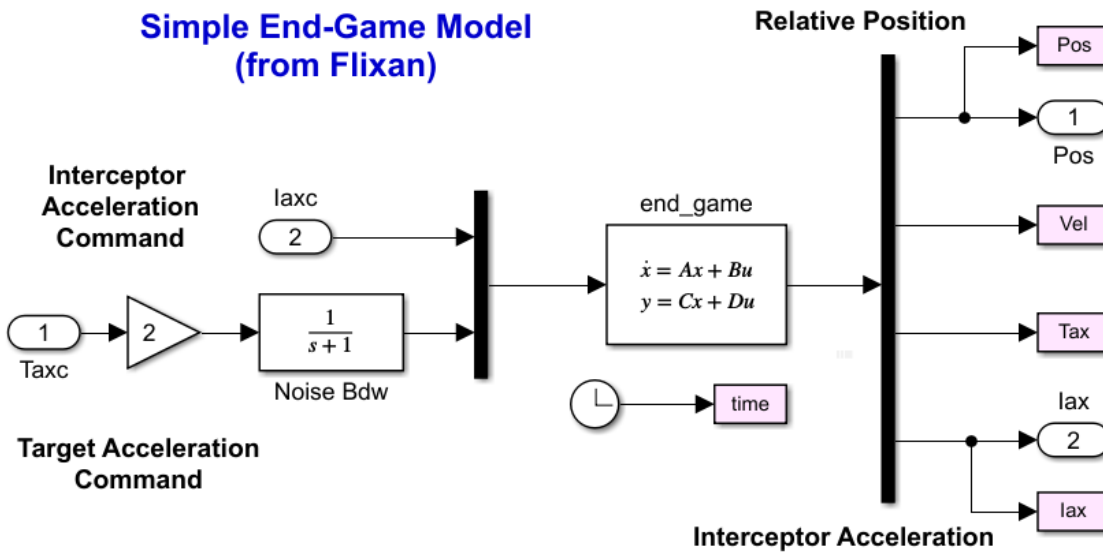 Simple End-Game Model
(from Flixan)
Relative Position
Pos
1
Pos
Interceptor
Acceleration
Command
Iaxc
2
end_game
ẋ = Ax + Bu
y = Cx + Du
Vel
1
Taxc
2
1
s + 1
Noise Bdw
Tax
time
Iax
2
Target Acceleration
Command
Iax
Interceptor Acceleration